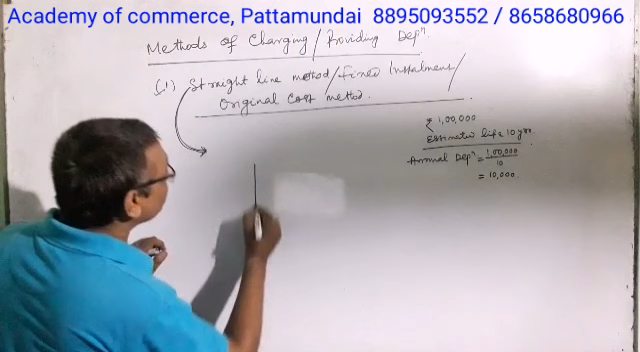 Academy of commerce, Pattamundai 8895093552 / 8658680966
Methods of Charging / Providing Depn.
(1) Straight line method / Fixed Instalment /
Original Cost method.
₹ 1,00,000
Estimated life = 10 yrs.
Annual Depn = 1,00,000
10
= 10,000